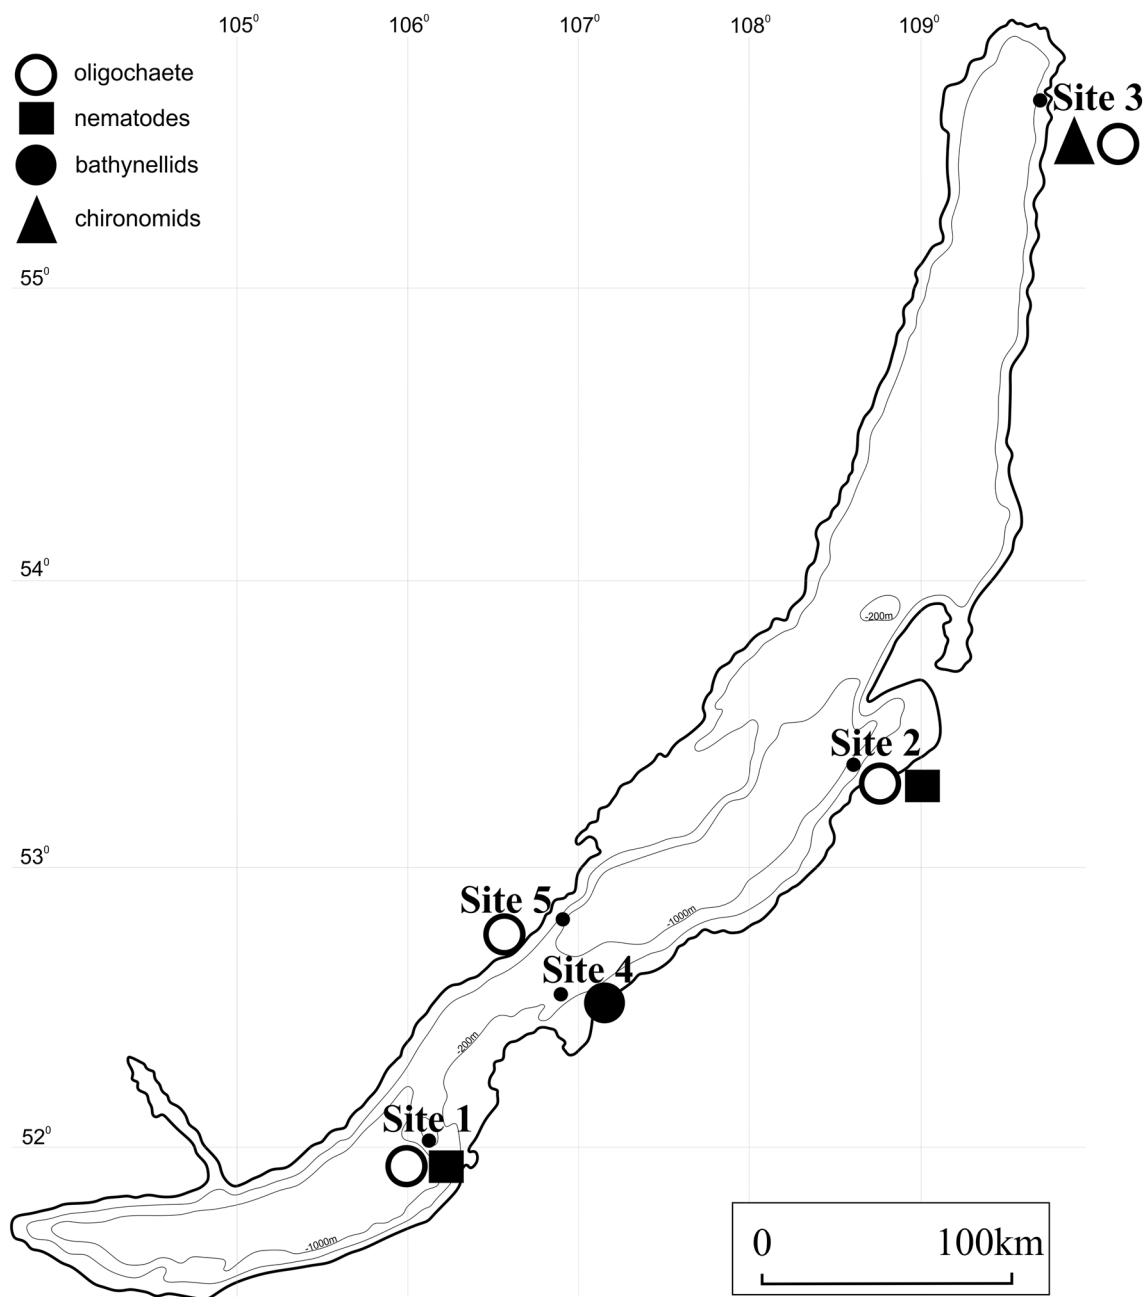 105⁰ 106⁰ 107⁰ 108⁰ 109⁰
oligochaete
nematodes
bathynellids
chironomids
Site 3
55⁰
54⁰
-200m
Site 2
53⁰
Site 5
-1000m
Site 4
-200m
Site 1
52⁰
-1000m
0 100km